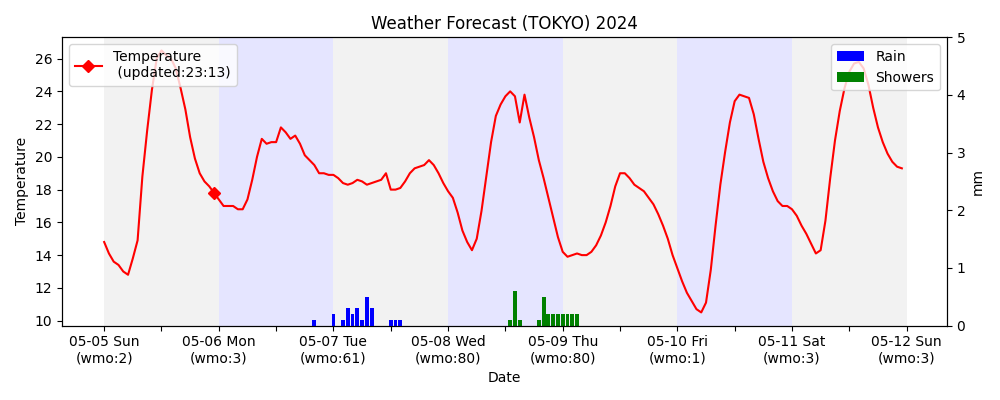 Weather Forecast (TOKYO) 2024
Temperature
(updated:23:13)
Rain
Showers
Temperature
26
24
22
20
18
16
14
12
10
5
4
3
2
1
0
mm
05-05 Sun
(wmo:2)
05-06 Mon
(wmo:3)
05-07 Tue
(wmo:61)
05-08 Wed
(wmo:80)
05-09 Thu
(wmo:80)
05-10 Fri
(wmo:1)
05-11 Sat
(wmo:3)
05-12 Sun
(wmo:3)
Date